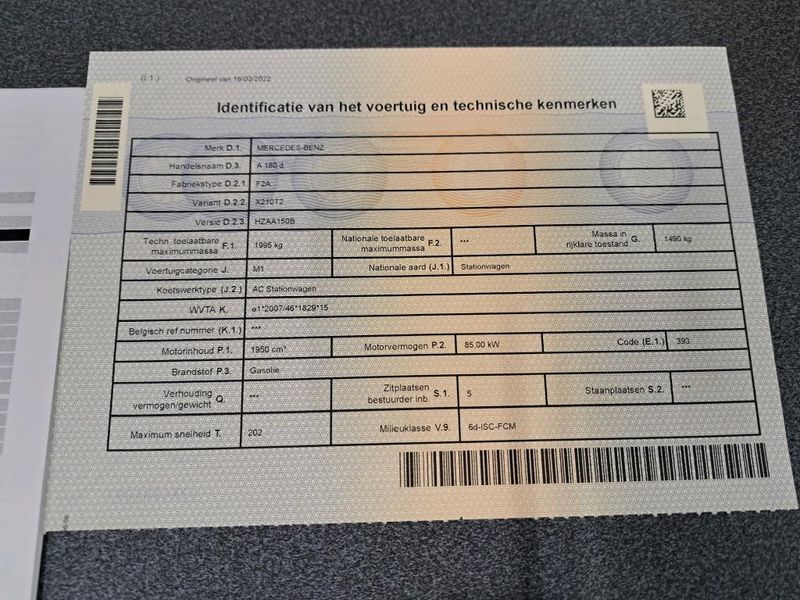 (I.1.) Origineel van 16/03/2022
Identificatie van het voertuig en technische kenmerken
Merk D.1. MERCEDES-BENZ
Handelsnaam D.3. A 180 d
Fabriekstype D.2.1 F2A
Variant D.2.2. X210T2
Versie D.2.3. HZAA150B
Techn. toelaatbare maximummassa F.1. 1995 kg Nationale toelaatbare maximummassa F.2. *** Massa in rijklare toestand G. 1490 kg
Voertuigcategorie J. M1 Nationale aard (J.1.) Stationwagen
Koetswerktype (J.2.) AC Stationwagen
WVTA K. e1*2007/46*1829*15
Belgisch ref.nummer (K.1.) ***
Motorinhoud P.1. 1950 cm³ Motorvermogen P.2. 85,00 kW Code (E.1.) 393
Brandstof P.3. Gasolie
Verhouding vermogen/gewicht Q. *** Zitplaatsen bestuurder inb. S.1. 5 Staanplaatsen S.2. ***
Maximum snelheid T. 202 Milieuklasse V.9. 6d-ISC-FCM